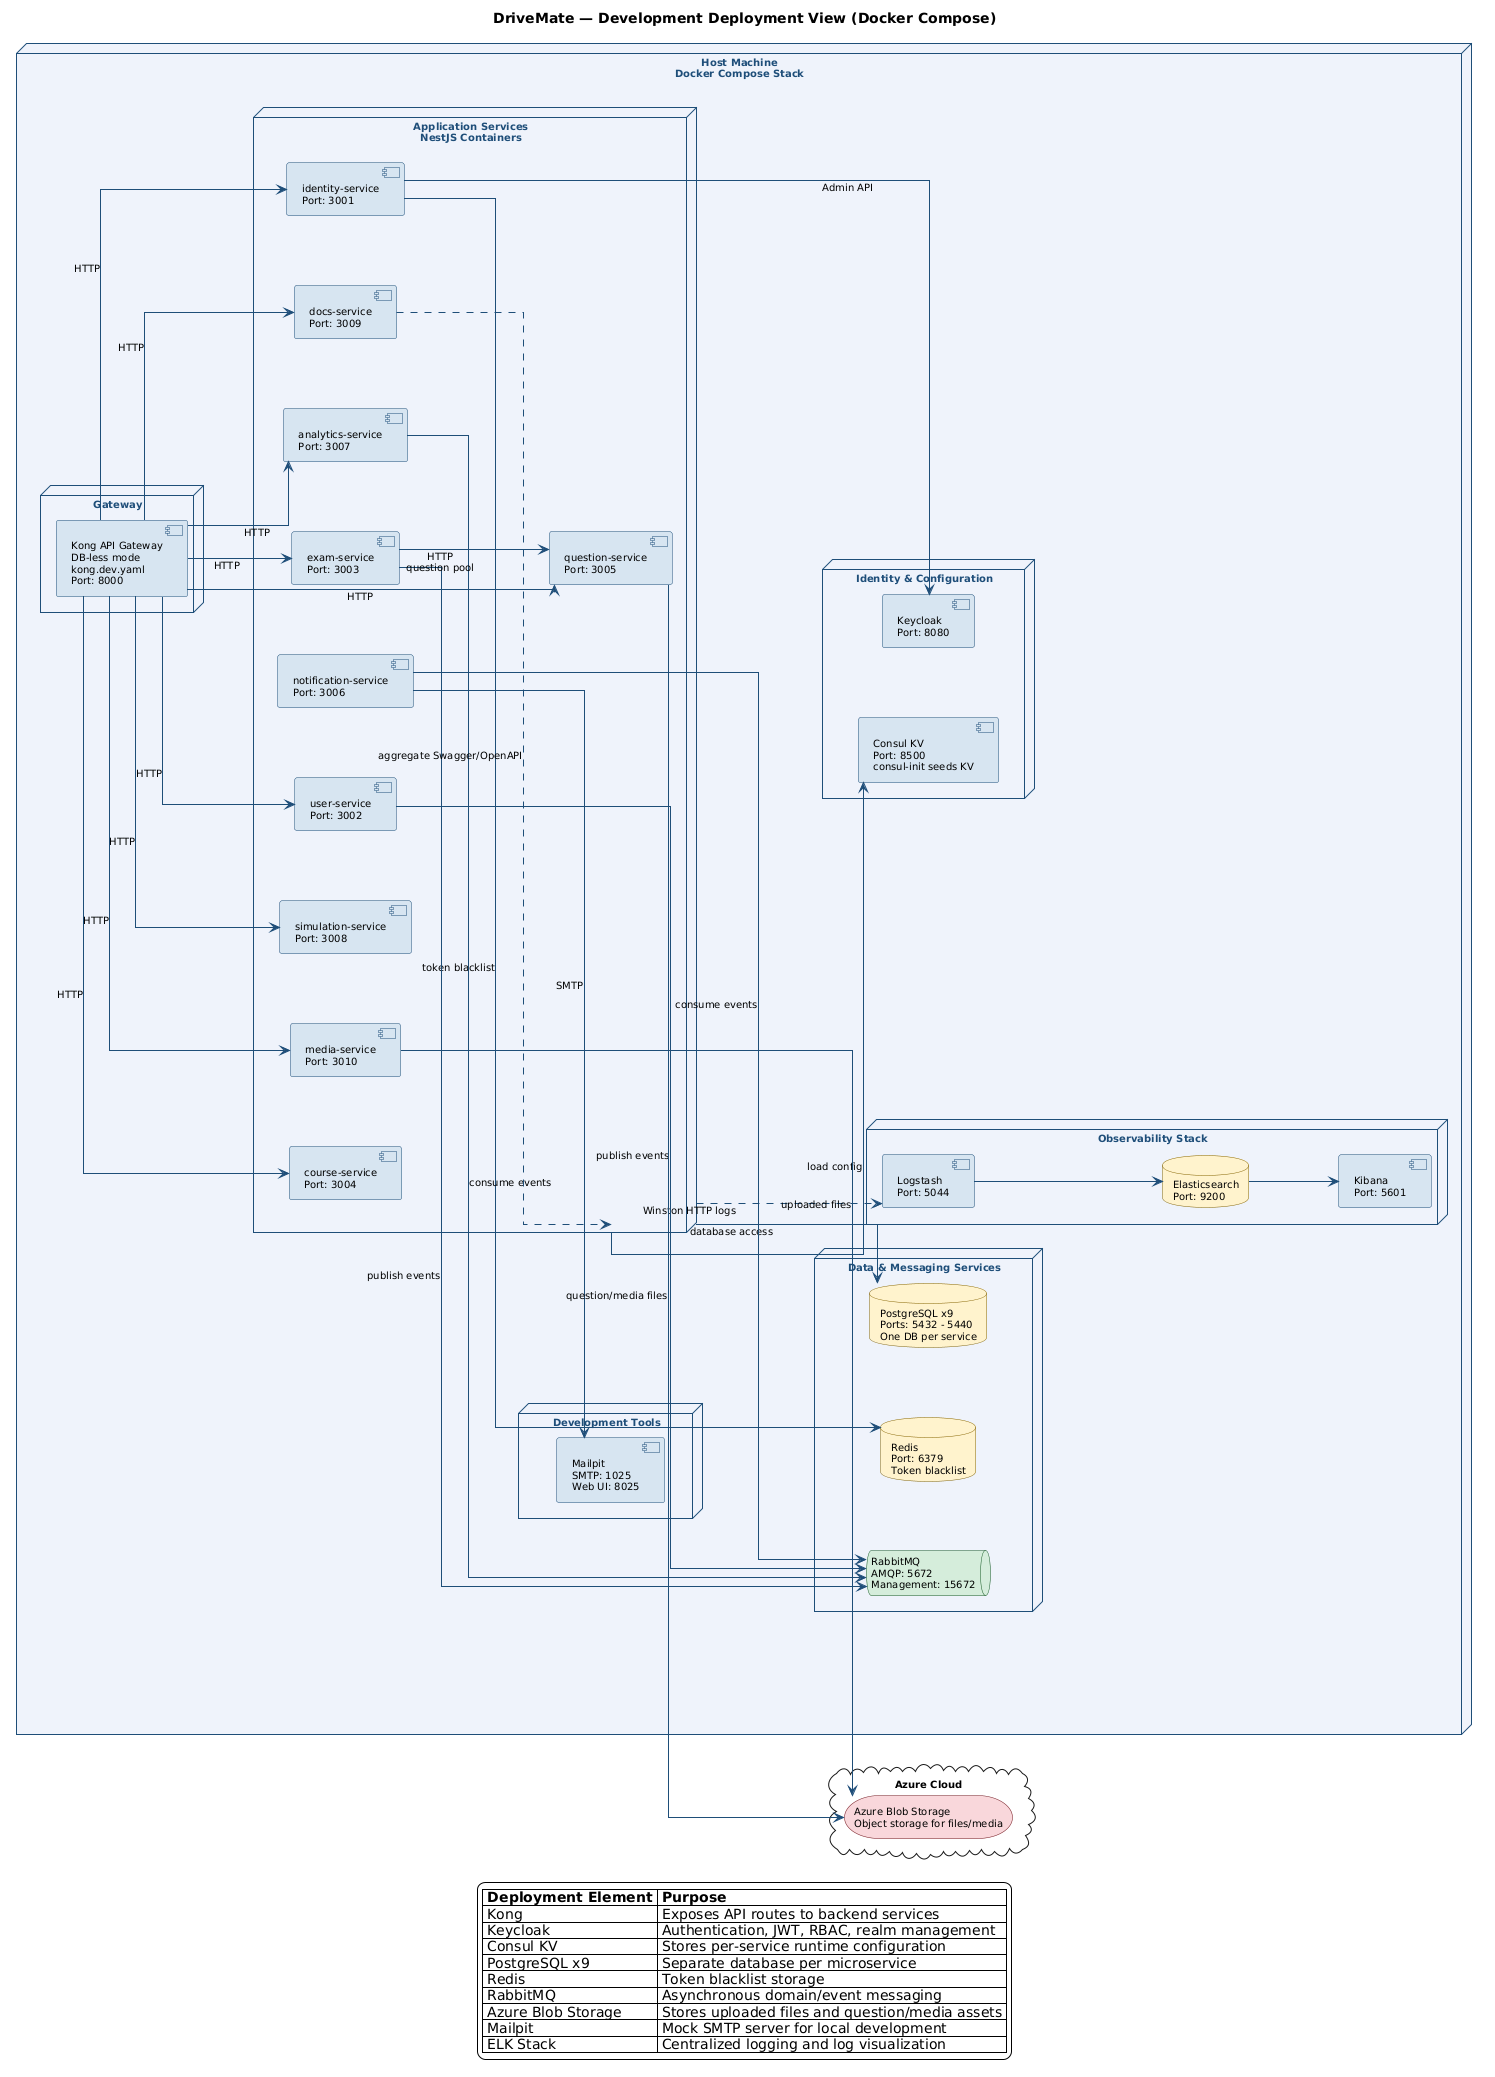 DriveMate — Development Deployment View (Docker Compose)
Host Machine
Docker Compose Stack
Application Services
NestJS Containers
identity-service
Port: 3001
Admin API
HTTP
docs-service
Port: 3009
HTTP
analytics-service
Port: 3007
Gateway
Kong API Gateway
DB-less mode
kong.dev.yaml
Port: 8000
HTTP
HTTP
exam-service
Port: 3003
HTTP
question pool
question-service
Port: 3005
HTTP
Identity & Configuration
Keycloak
Port: 8080
notification-service
Port: 3006
Consul KV
Port: 8500
consul-init seeds KV
aggregate Swagger/OpenAPI
HTTP
user-service
Port: 3002
HTTP
HTTP
simulation-service
Port: 3008
token blacklist
SMTP
HTTP
consume events
media-service
Port: 3010
Observability Stack
publish events
load config
course-service
Port: 3004
consume events
Logstash
Port: 5044
Elasticsearch
Port: 9200
Kibana
Port: 5601
Winston HTTP logs
uploaded files
database access
publish events
question/media files
Data & Messaging Services
PostgreSQL x9
Ports: 5432 - 5440
One DB per service
Development Tools
Mailpit
SMTP: 1025
Web UI: 8025
Redis
Port: 6379
Token blacklist
RabbitMQ
AMQP: 5672
Management: 15672
Azure Cloud
Azure Blob Storage
Object storage for files/media
Deployment Element Purpose
Kong Exposes API routes to backend services
Keycloak Authentication, JWT, RBAC, realm management
Consul KV Stores per-service runtime configuration
PostgreSQL x9 Separate database per microservice
Redis Token blacklist storage
RabbitMQ Asynchronous domain/event messaging
Azure Blob Storage Stores uploaded files and question/media assets
Mailpit Mock SMTP server for local development
ELK Stack Centralized logging and log visualization